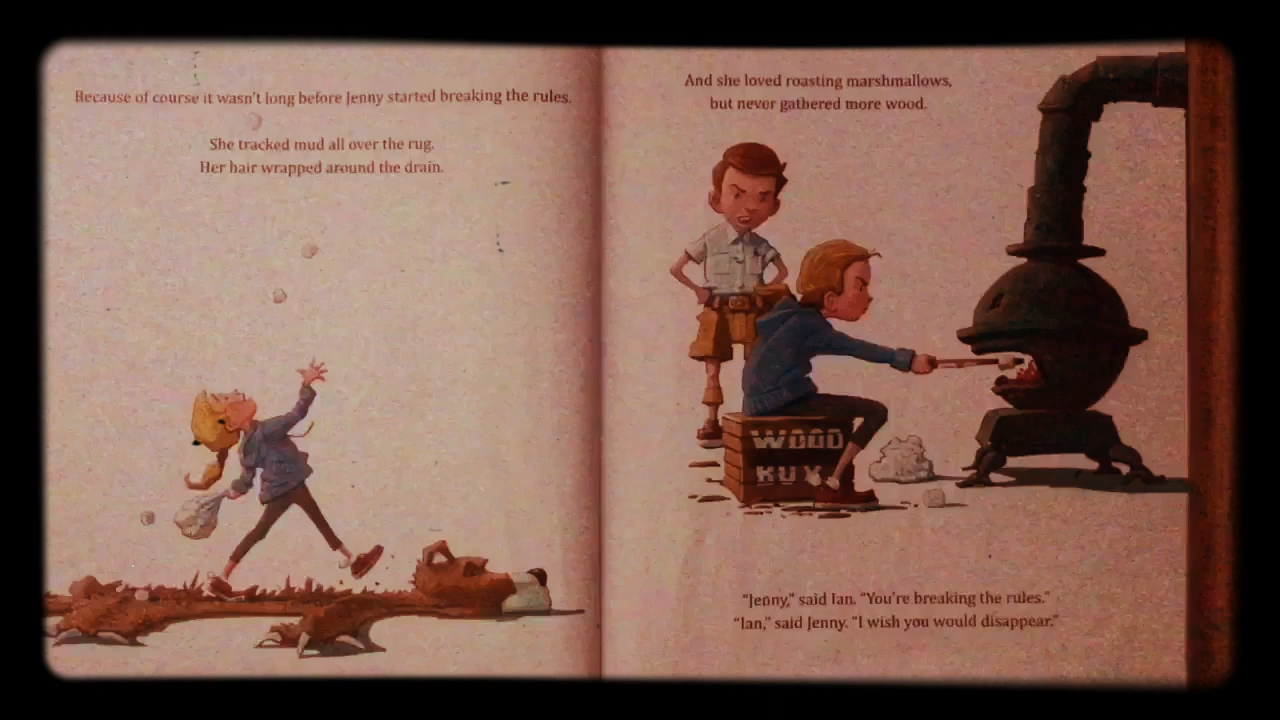 Because of course it wasn't long before Jenny started breaking the rules.
She tracked mud all over the rug.
Her hair wrapped around the drain.
And she loved roasting marshmallows,
but never gathered more wood.
WOOD
"Jenny," said Ian. "You're breaking the rules."
"Ian," said Jenny. "I wish you would disappear."